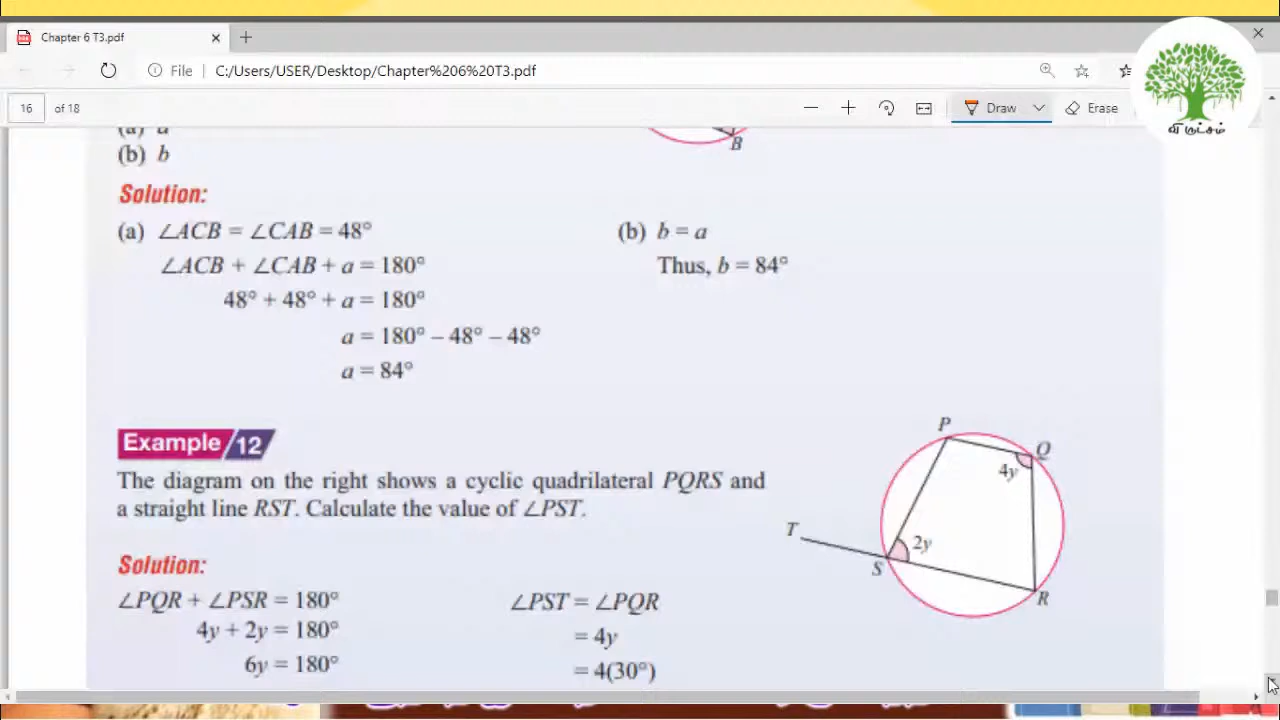 Chapter 6 T3.pdf
File C:/Users/USER/Desktop/Chapter%206%20T3.pdf
16 of 18
Draw
Erase
விருட்சம்
(a) a
(b) b
B
Solution:
(a) ∠ACB = ∠CAB = 48°
∠ACB + ∠CAB + a = 180°
48° + 48° + a = 180°
a = 180° – 48° – 48°
a = 84°
(b) b = a
Thus, b = 84°
Example 12
The diagram on the right shows a cyclic quadrilateral PQRS and
a straight line RST. Calculate the value of ∠PST.
P
Q
4y
T
2y
S
R
Solution:
∠PQR + ∠PSR = 180°
4y + 2y = 180°
6y = 180°
∠PST = ∠PQR
= 4y
= 4(30°)